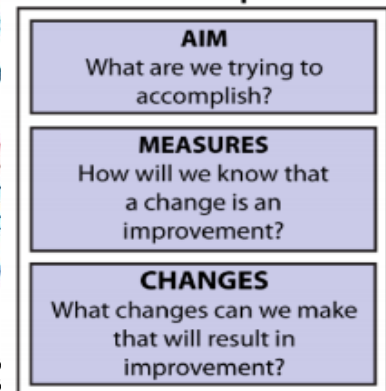 AIM
What are we trying to
accomplish?
MEASURES
How will we know that
a change is an
improvement?
CHANGES
What changes can we make
that will result in
improvement?